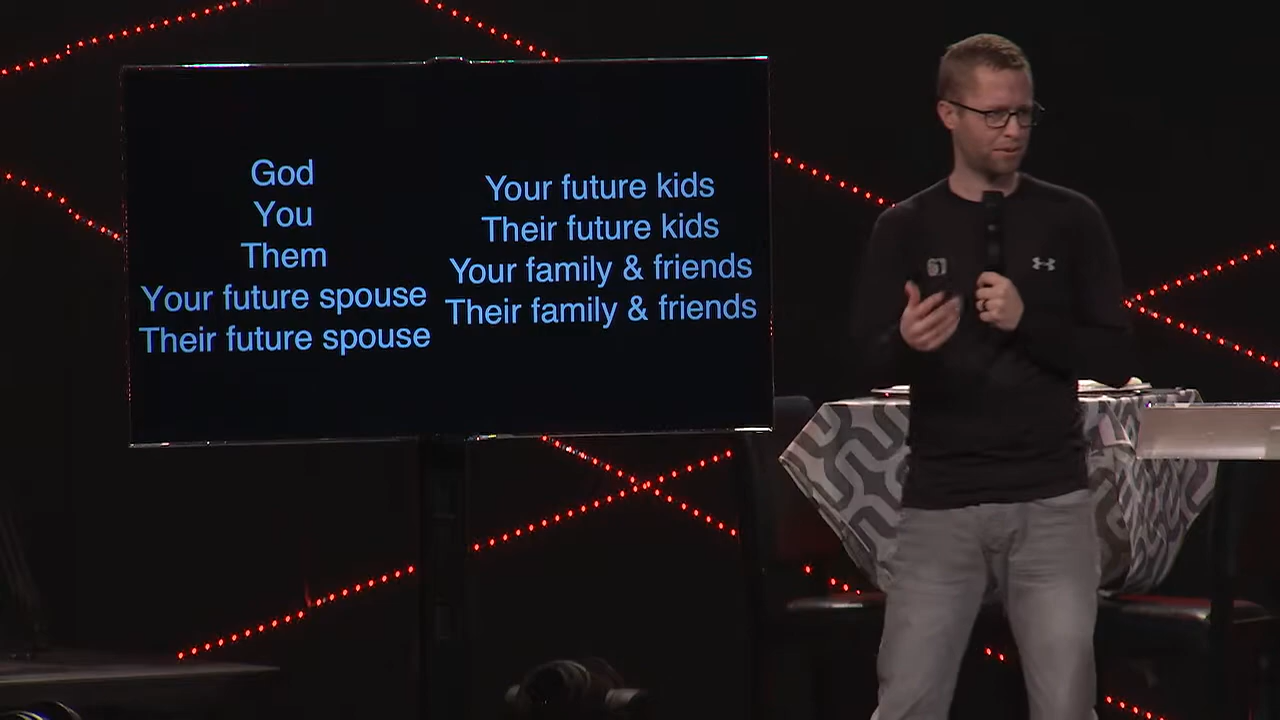 God
You
Them
Your future spouse
Their future spouse
Your future kids
Their future kids
Your family & friends
Their family & friends